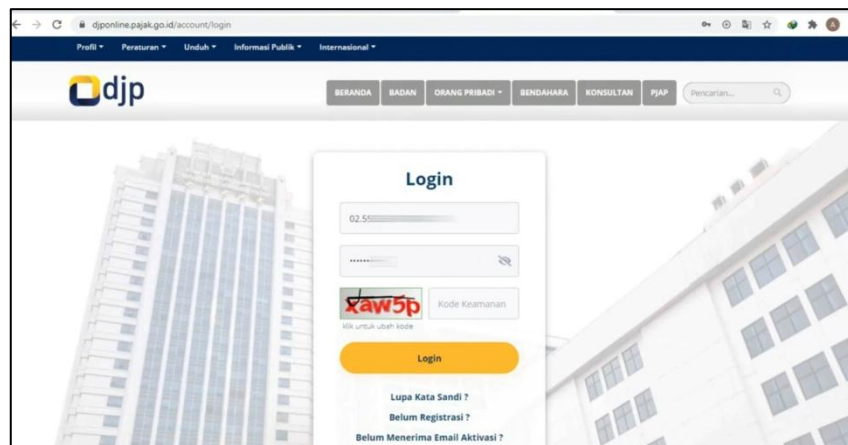 djponline.pajak.go.id/account/login
Profil Peraturan Unduh Informasi Publik Internasional
djp
BERANDA BADAN ORANG PRIBADI BENDAHARA KONSULTAN PJAP Pencarian...
Login
02.5
xaw5p Kode Keamanan
klik untuk ubah kode
Login
Lupa Kata Sandi ?
Belum Registrasi ?
Belum Menerima Email Aktivasi ?